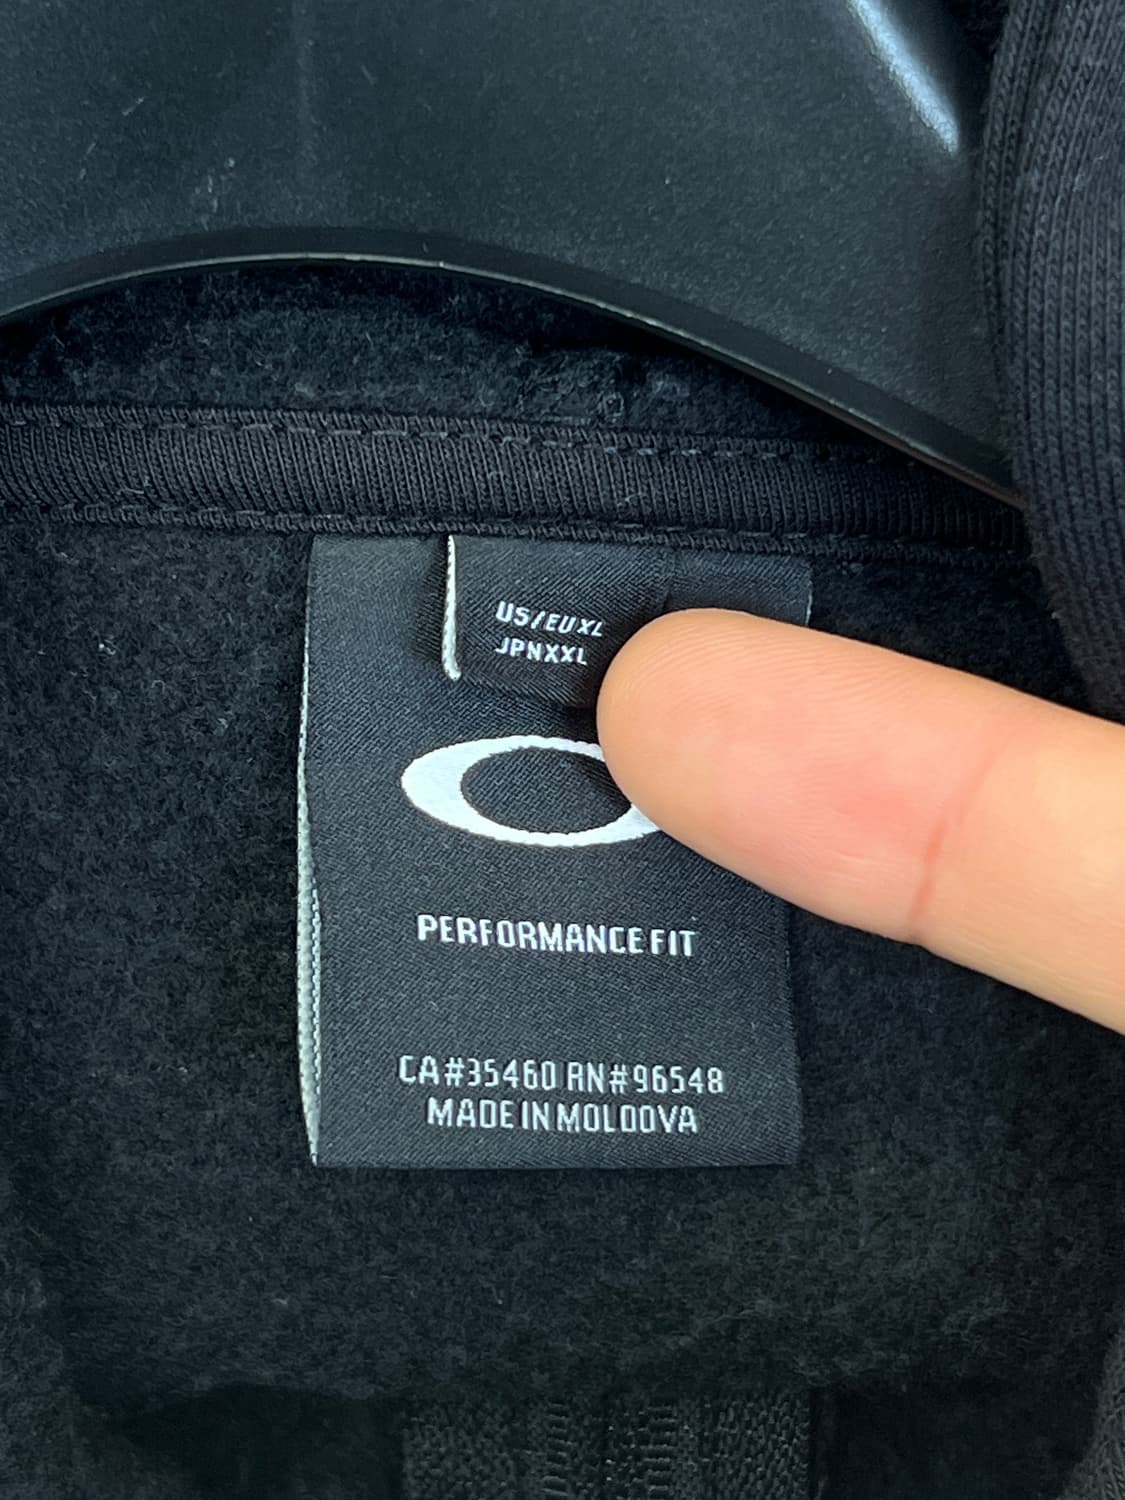 US/EU XL
JPN XXL
PERFORMANCE FIT
CA#35460 RN#96548
MADE IN MOLDOVA